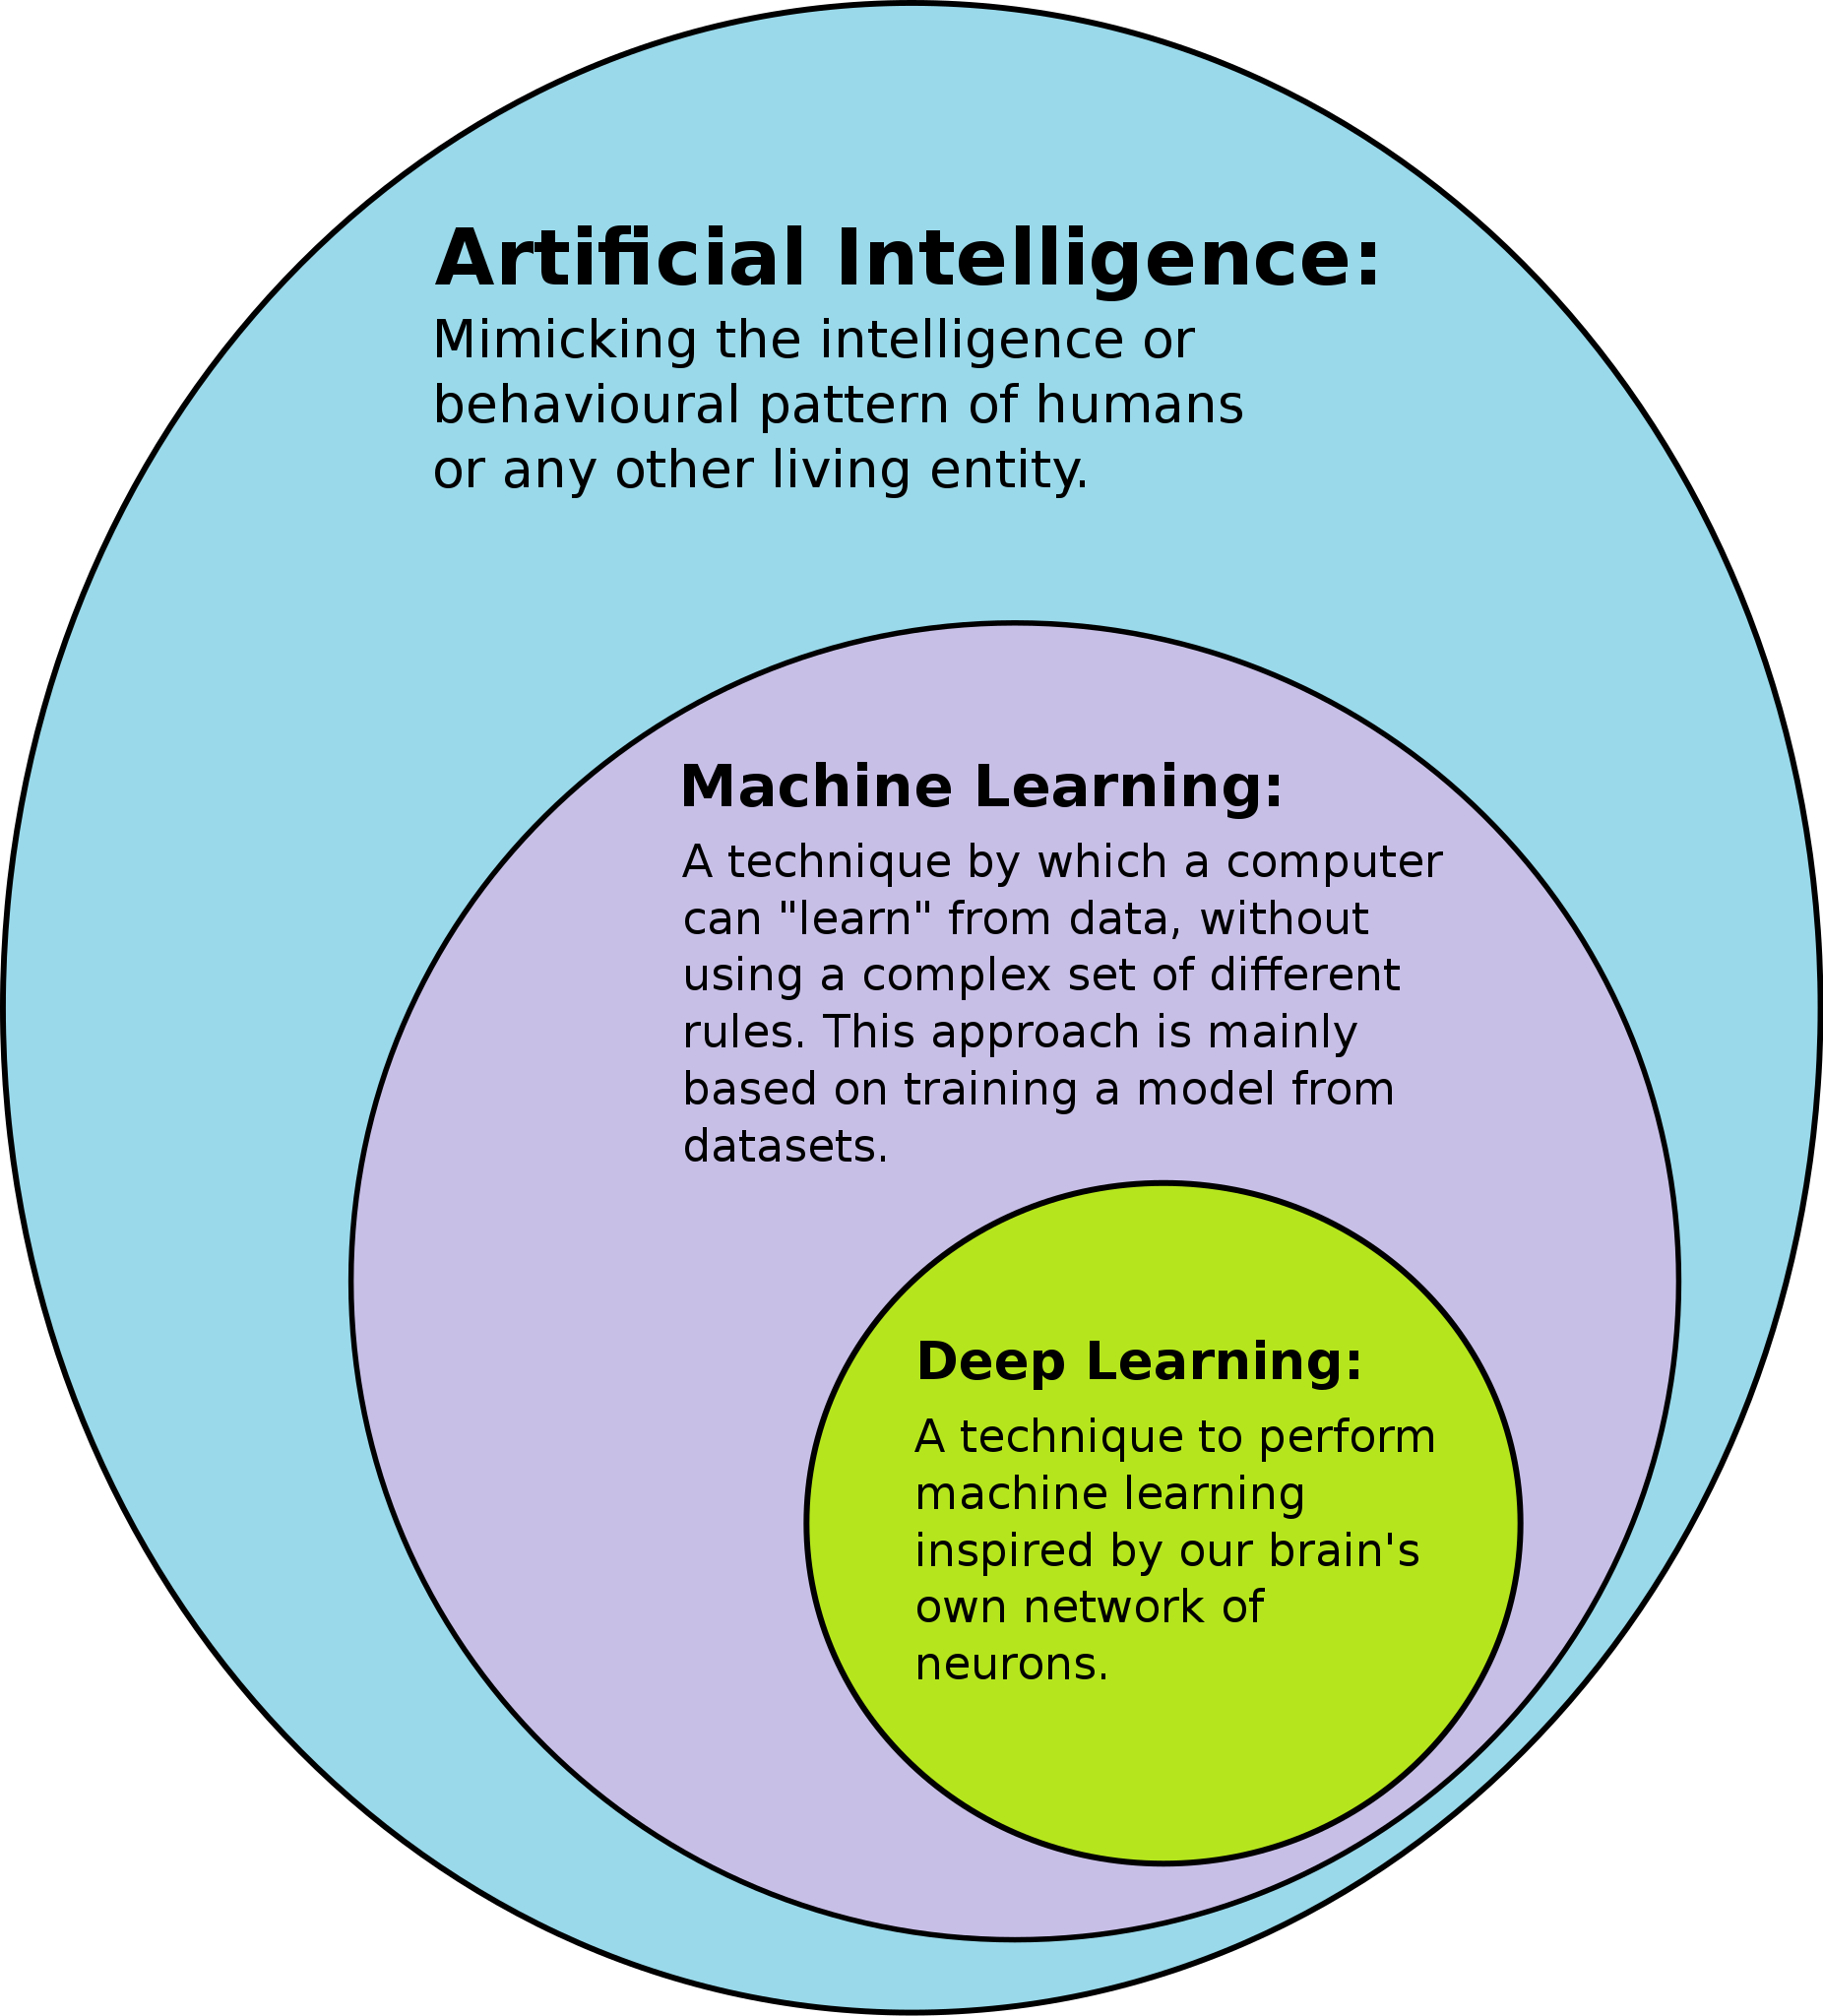 Artificial Intelligence:
Mimicking the intelligence or
behavioural pattern of humans
or any other living entity.
Machine Learning:
A technique by which a computer
can "learn" from data, without
using a complex set of different
rules. This approach is mainly
based on training a model from
datasets.
Deep Learning:
A technique to perform
machine learning
inspired by our brain's
own network of
neurons.